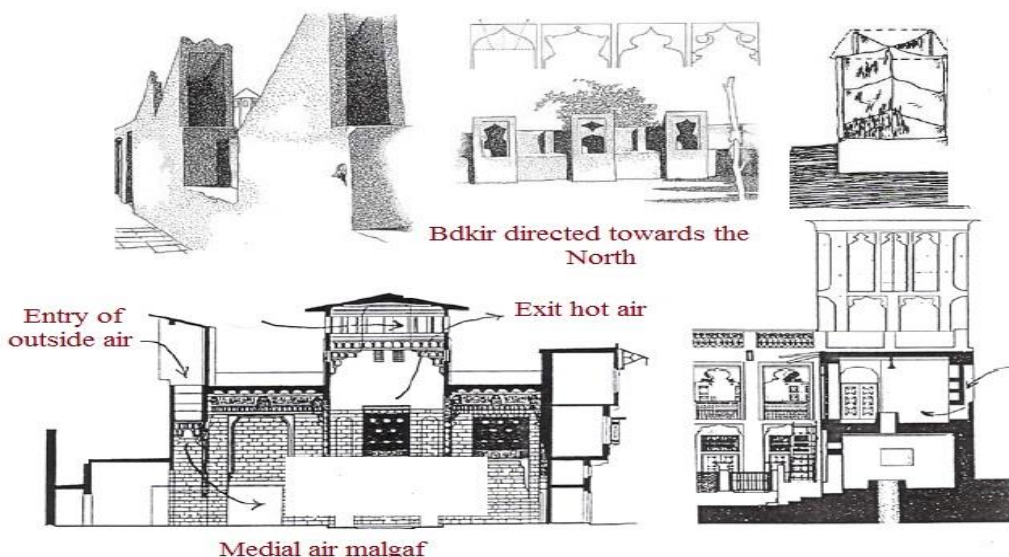 Bdkir directed towards the
North
Entry of
outside air
Exit hot air
Medial air malgaf